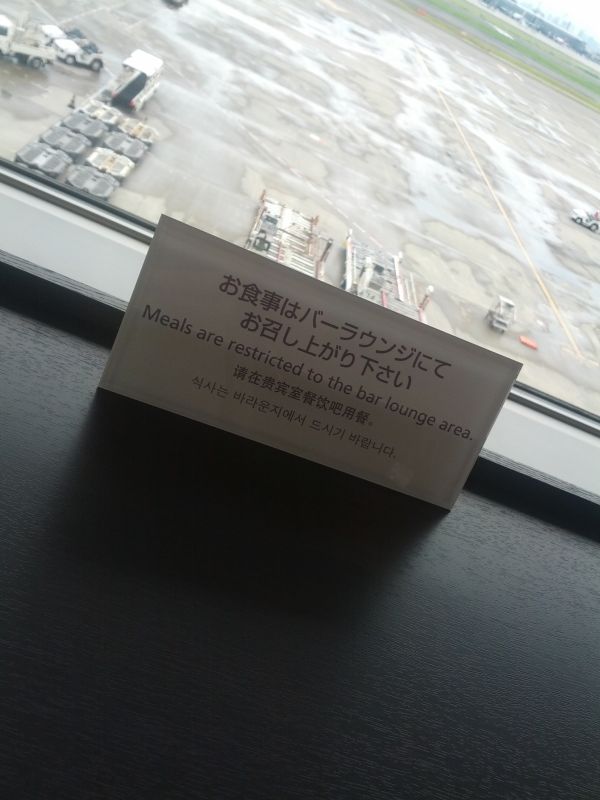 お食事はバーラウンジにて
お召し上がり下さい
Meals are restricted to the bar lounge area.
请在贵宾室餐饮吧用餐。
식사는 바라운지에서 드시기 바랍니다.